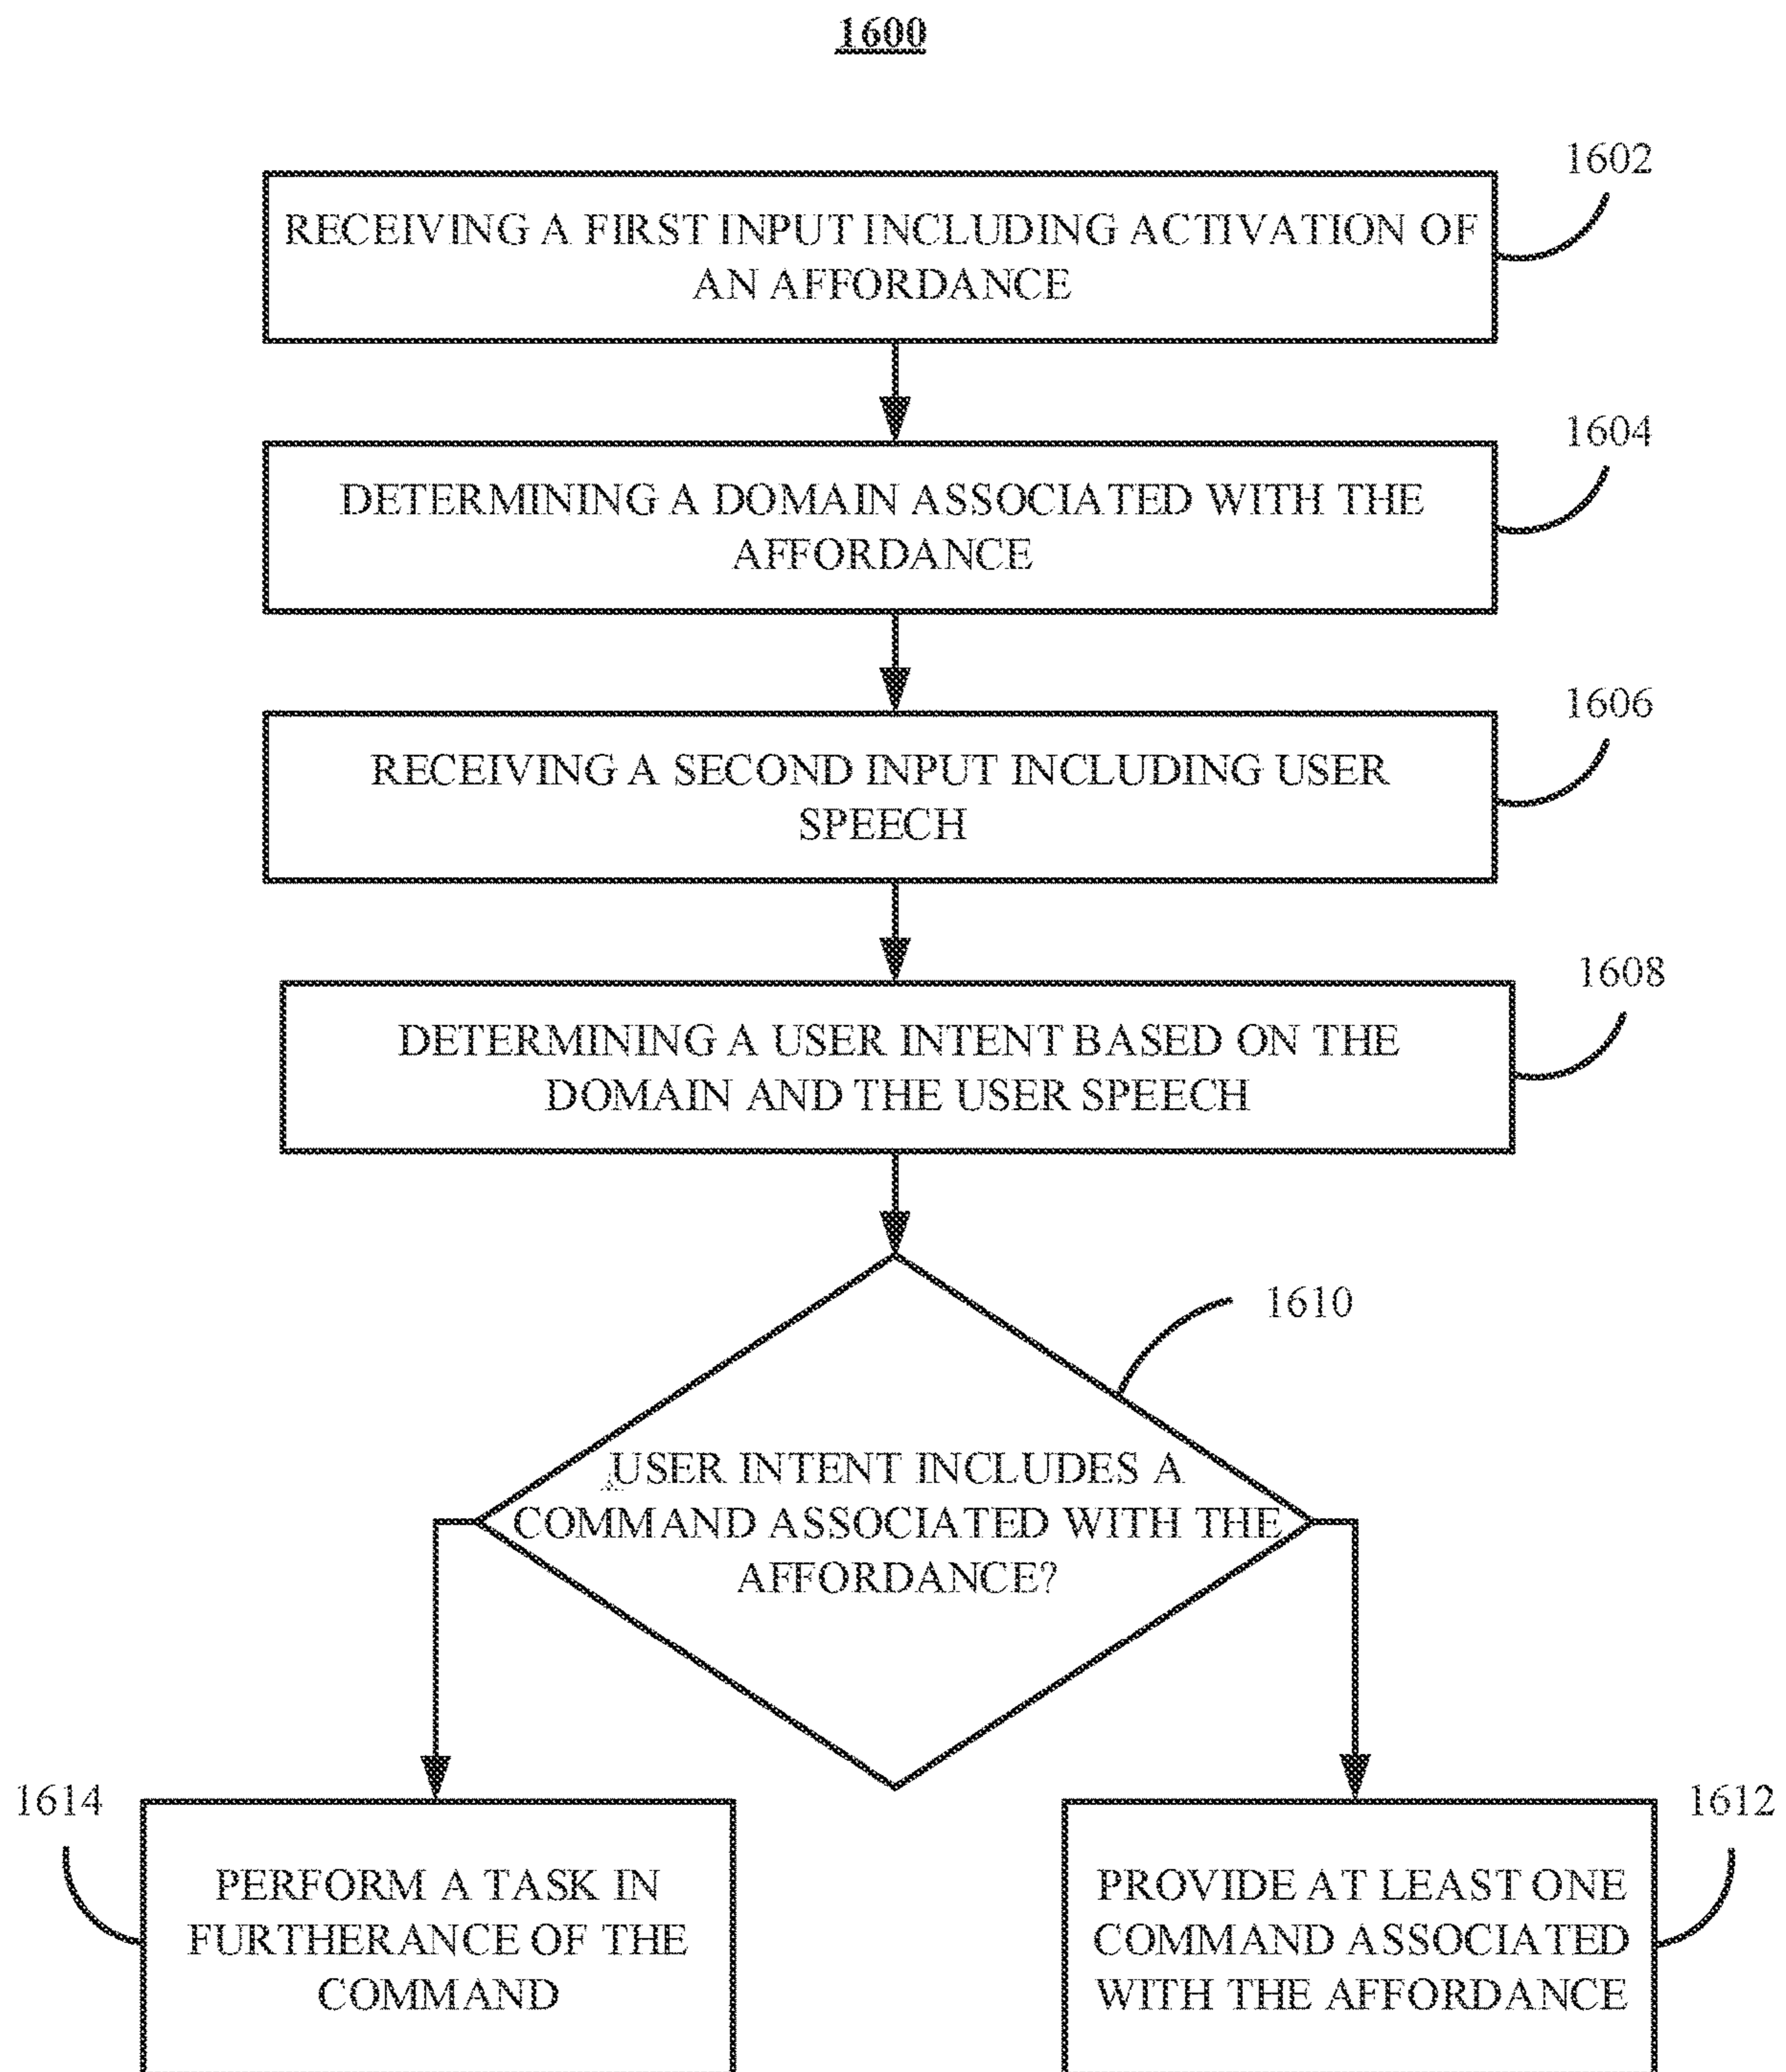 1600
1602
RECEIVING A FIRST INPUT INCLUDING ACTIVATION OF
AN AFFORDANCE
1604
DETERMINING A DOMAIN ASSOCIATED WITH THE
AFFORDANCE
1606
RECEIVING A SECOND INPUT INCLUDING USER
SPEECH
1608
DETERMINING A USER INTENT BASED ON THE
DOMAIN AND THE USER SPEECH
1610
USER INTENT INCLUDES A
COMMAND ASSOCIATED WITH THE
AFFORDANCE?
1614
PERFORM A TASK IN
FURTHERANCE OF THE
COMMAND
1612
PROVIDE AT LEAST ONE
COMMAND ASSOCIATED
WITH THE AFFORDANCE